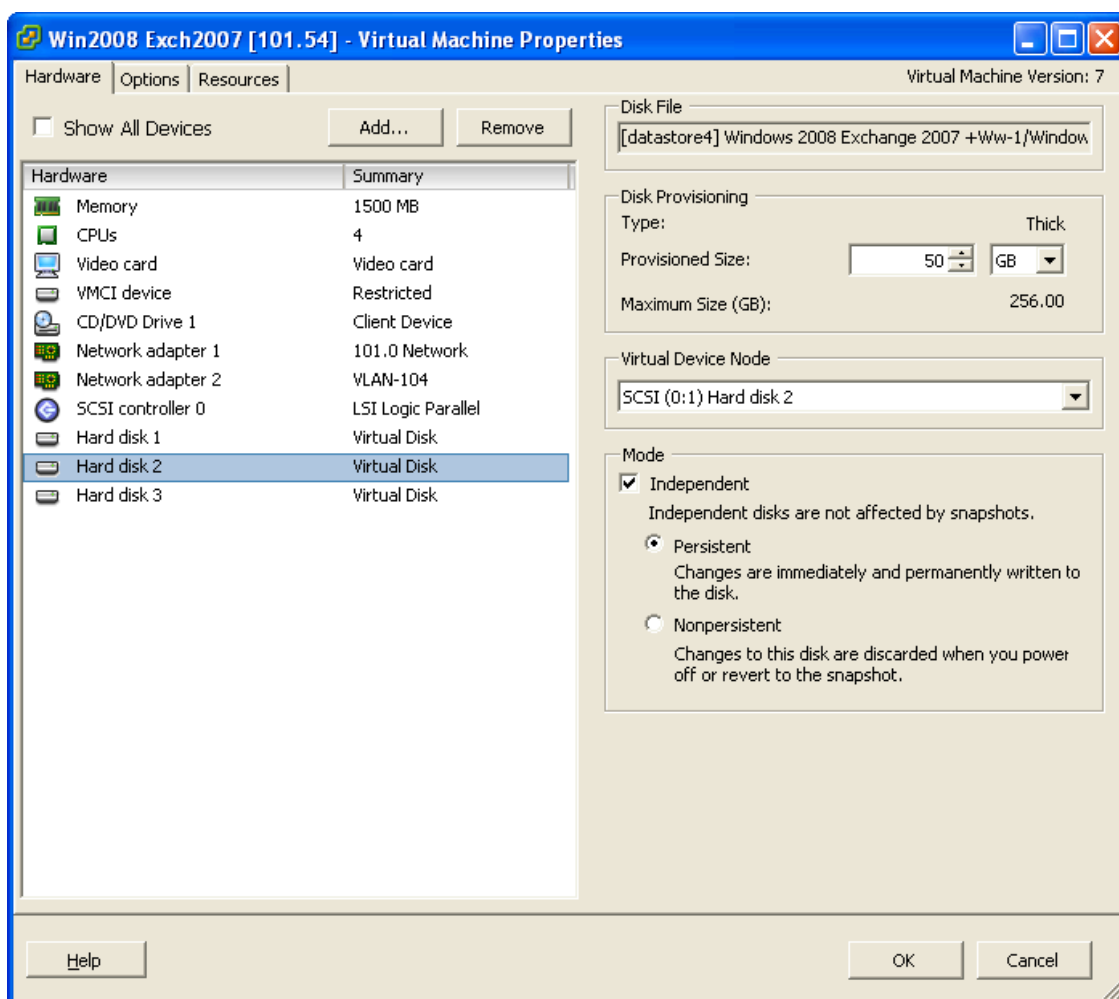 Win2008 Exch2007 [101.54] - Virtual Machine Properties
Hardware Options Resources
Virtual Machine Version: 7
Show All Devices
Add...
Remove
Hardware Summary
Memory 1500 MB
CPUs 4
Video card Video card
VMCI device Restricted
CD/DVD Drive 1 Client Device
Network adapter 1 101.0 Network
Network adapter 2 VLAN-104
SCSI controller 0 LSI Logic Parallel
Hard disk 1 Virtual Disk
Hard disk 2 Virtual Disk
Hard disk 3 Virtual Disk
Disk File
[datastore4] Windows 2008 Exchange 2007 +Ww-1/Window
Disk Provisioning
Type: Thick
Provisioned Size: 50 GB
Maximum Size (GB): 256.00
Virtual Device Node
SCSI (0:1) Hard disk 2
Mode
Independent
Independent disks are not affected by snapshots.
Persistent
Changes are immediately and permanently written to
the disk.
Nonpersistent
Changes to this disk are discarded when you power
off or revert to the snapshot.
Help
OK
Cancel